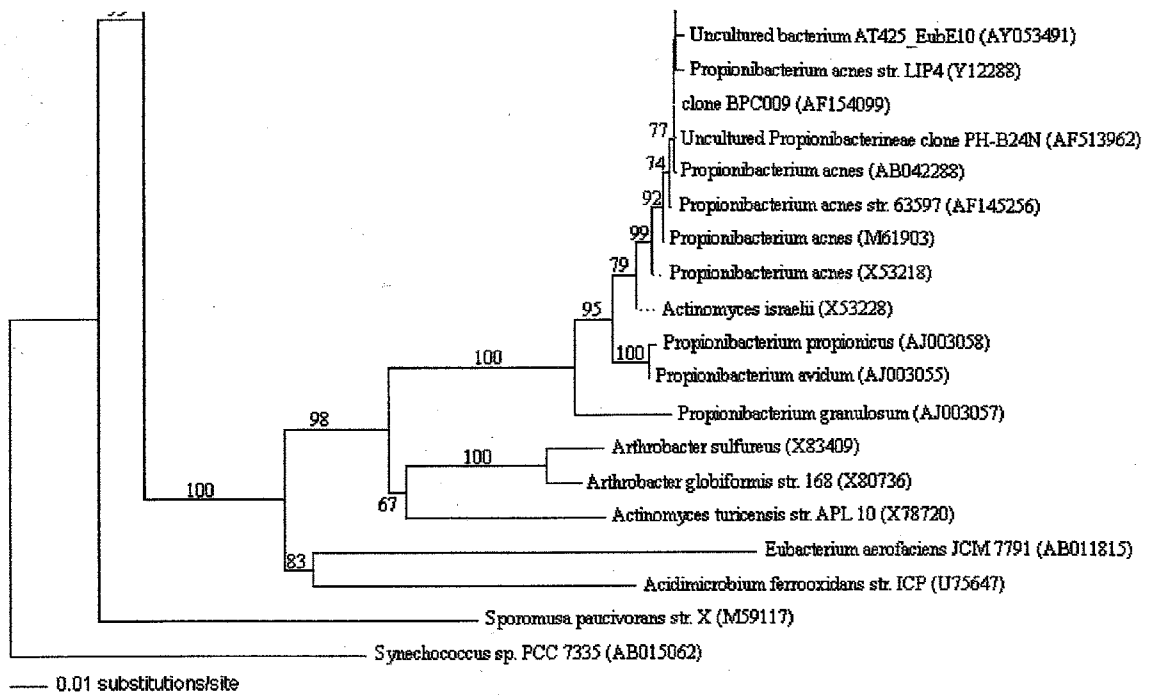 Uncultured bacterium AT425_EubE10 (AY053491)
Propionibacterium acnes str. LIP4 (Y12288)
clone BPC009 (AF154099)
77
Uncultured Propionibacterineae clone PH-B24N (AF513962)
74
Propionibacterium acnes (AB042288)
92
Propionibacterium acnes str. 63597 (AF145256)
99
Propionibacterium acnes (M61903)
79
Propionibacterium acnes (X53218)
95
Actinomyces israelii (X53228)
100
Propionibacterium propionicus (AJ003058)
100
Propionibacterium avidum (AJ003055)
98
Propionibacterium granulosum (AJ003057)
100
Arthrobacter sulfureus (X83409)
Arthrobacter globiformis str. 168 (X80736)
67
Actinomyces turicensis str. APL 10 (X78720)
100
83
Eubacterium aerofaciens JCM 7791 (AB011815)
Acidimicrobium ferrooxidans str. ICP (U75647)
Sporomusa paucivorans str. X (M59117)
Synechococcus sp. PCC 7335 (AB015062)
0.01 substitutions/site